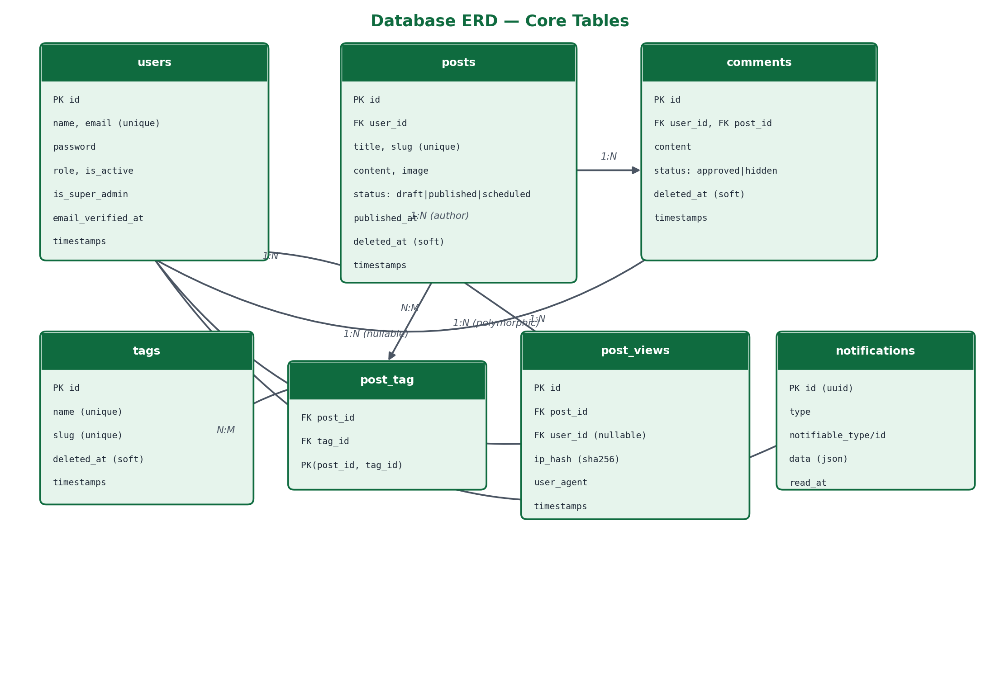 Database ERD — Core Tables
users
PK id
name, email (unique)
password
role, is_active
is_super_admin
email_verified_at
timestamps
posts
PK id
FK user_id
title, slug (unique)
content, image
status: draft|published|scheduled
published_at
1:N (author)
deleted_at (soft)
timestamps
1:N
comments
PK id
FK user_id, FK post_id
content
status: approved|hidden
deleted_at (soft)
timestamps
1:N
N:M
1:N (polymorphic)
1:N
1:N (nullable)
tags
PK id
name (unique)
slug (unique)
deleted_at (soft)
timestamps
N:M
post_tag
FK post_id
FK tag_id
PK(post_id, tag_id)
post_views
PK id
FK post_id
FK user_id (nullable)
ip_hash (sha256)
user_agent
timestamps
notifications
PK id (uuid)
type
notifiable_type/id
data (json)
read_at